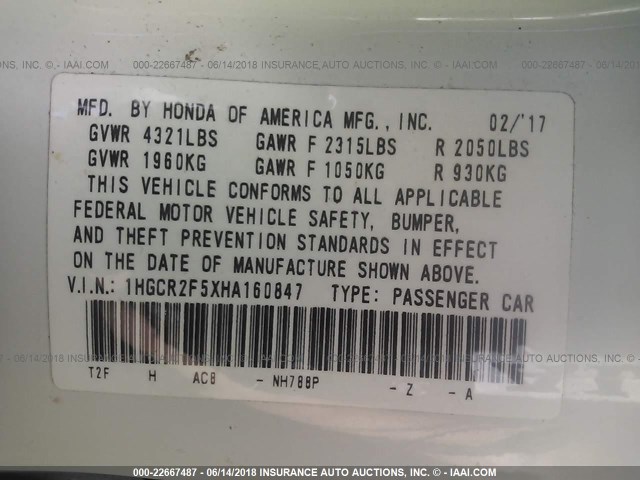 000-22667487 - 06/14/2018 INSURANCE AUTO AUCTIONS, INC. - © IAAI.COM
MFD. BY HONDA OF AMERICA MFG., INC. 02/'17
GVWR 4321LBS GAWR F 2315LBS R 2050LBS
GVWR 1960KG GAWR F 1050KG R 930KG
THIS VEHICLE CONFORMS TO ALL APPLICABLE
FEDERAL MOTOR VEHICLE SAFETY, BUMPER,
AND THEFT PREVENTION STANDARDS IN EFFECT
ON THE DATE OF MANUFACTURE SHOWN ABOVE.
V.I.N.: 1HGCR2F5XHA160847 TYPE: PASSENGER CAR
T2F H AC8 - NH788P - Z - A
000-22667487 - 06/14/2018 INSURANCE AUTO AUCTIONS, INC. - © IAAI.COM
000-22667487 - 06/14/2018 INSURANCE AUTO AUCTIONS, INC. - © IAAI.COM